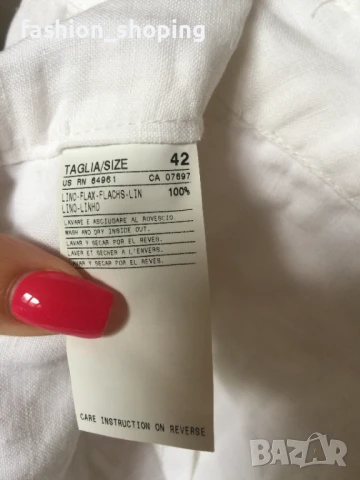 fashion_shoping
TAGLIA/SIZE 42
US RN 54961 CA 07697
LINO-FLAX-FLACHS-LIN 100%
LINO-LINHO
LAVARE E ASCIUGARE AL ROVESCIO.
WASH AND DRY INSIDE OUT.
LAVAR Y SECAR POR EL REVES.
LAVER ET SECHER A L'ENVERS.
LAVAR Y SECAR POR EL REVES.
CARE INSTRUCTION ON REVERSE
fashion_shoping
BAZAR